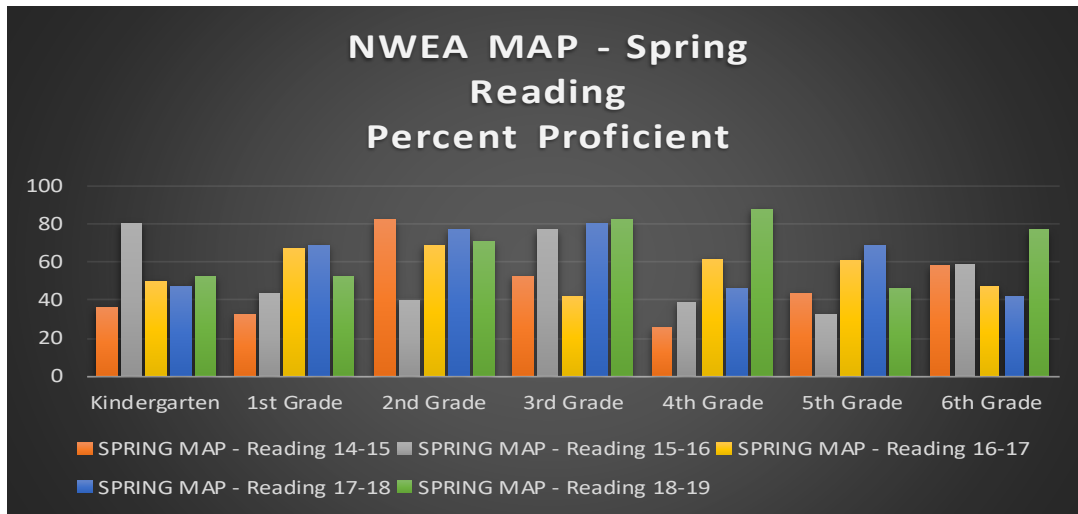 NWEA MAP - Spring
Reading
Percent Proficient
100
80
60
40
20
0
Kindergarten 1st Grade 2nd Grade 3rd Grade 4th Grade 5th Grade 6th Grade
SPRING MAP - Reading 14-15 SPRING MAP - Reading 15-16 SPRING MAP - Reading 16-17
SPRING MAP - Reading 17-18 SPRING MAP - Reading 18-19